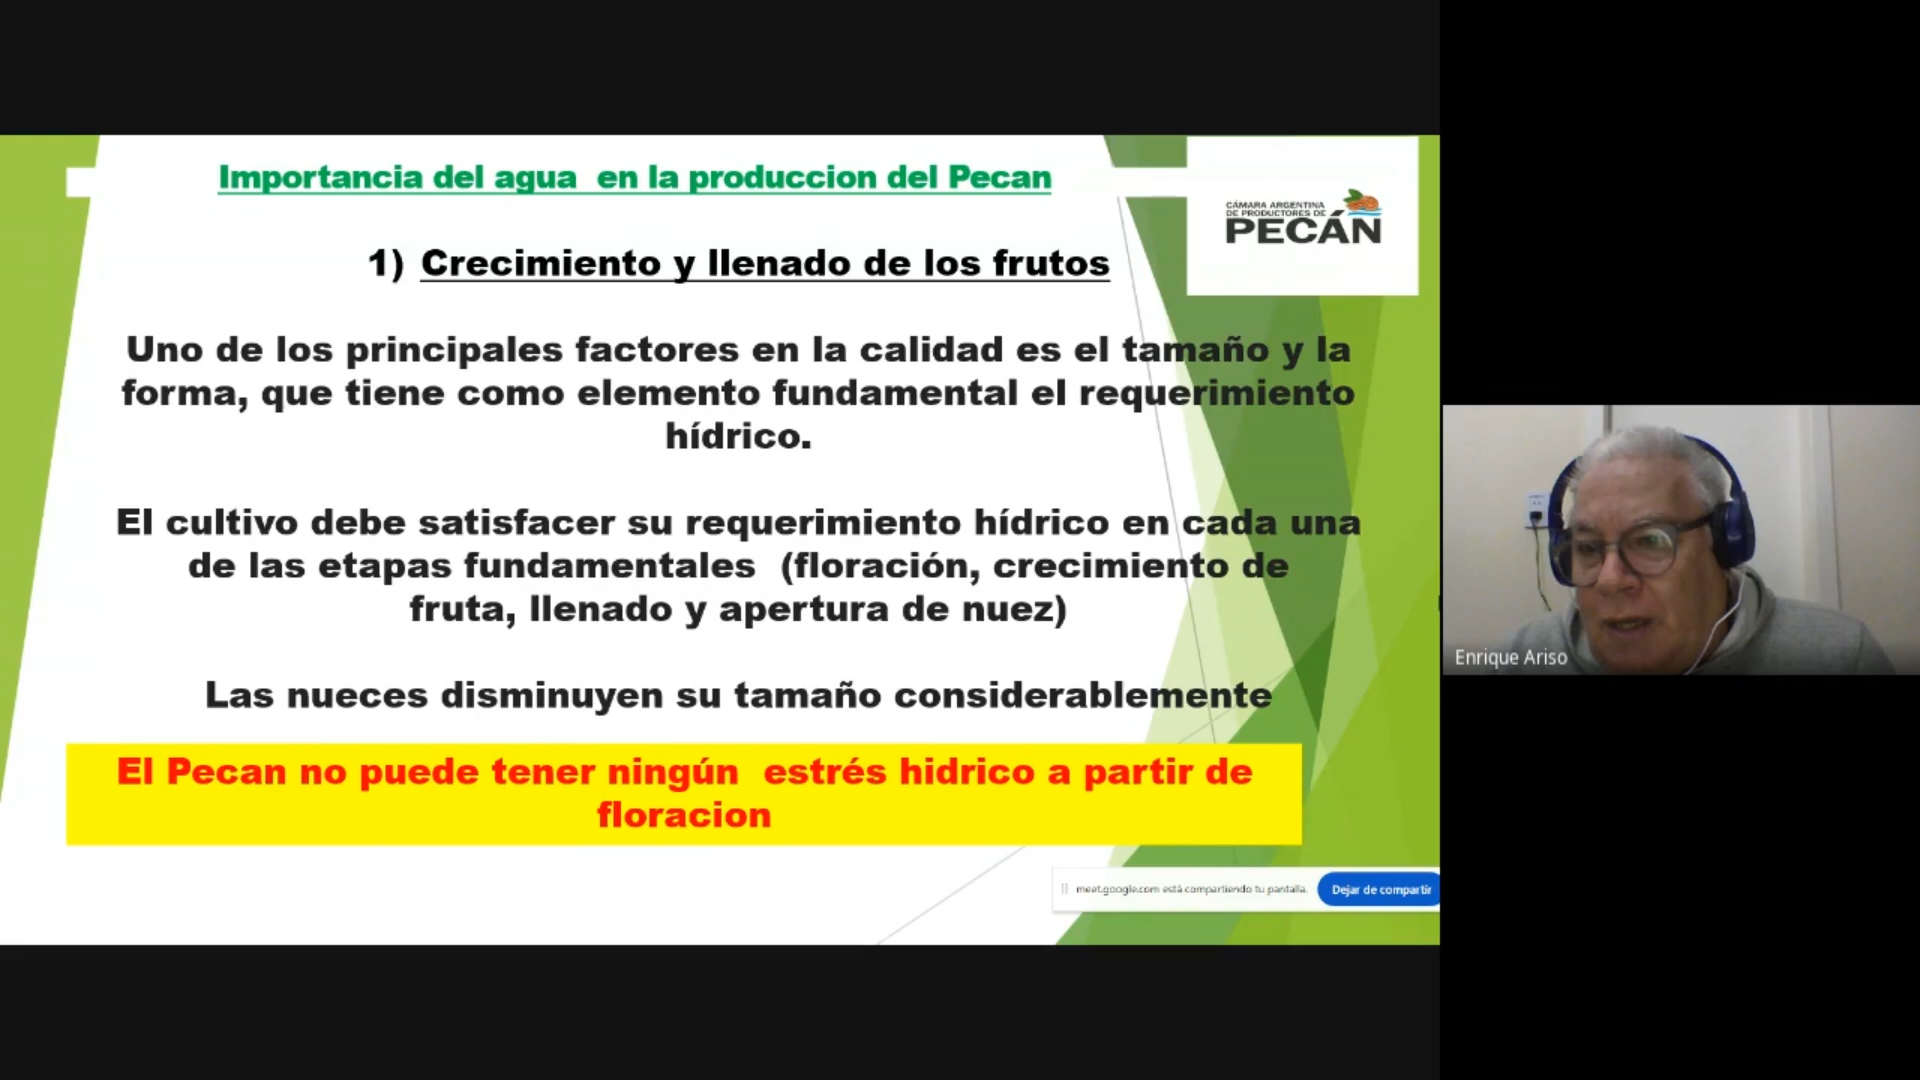 Importancia del agua  en la produccion del Pecan
CÁMARA ARGENTINA
DE PRODUCTORES DE
PECÁN
1) Crecimiento y llenado de los frutos
Uno de los principales factores en la calidad es el tamaño y la
forma, que tiene como elemento fundamental el requerimiento
hídrico.
El cultivo debe satisfacer su requerimiento hídrico en cada una
de las etapas fundamentales  (floración, crecimiento de
fruta, llenado y apertura de nuez)
Las nueces disminuyen su tamaño considerablemente
El Pecan no puede tener ningún  estrés hidrico a partir de
floracion
meet.google.com está compartiendo tu pantalla.
Dejar de compartir
Enrique Ariso